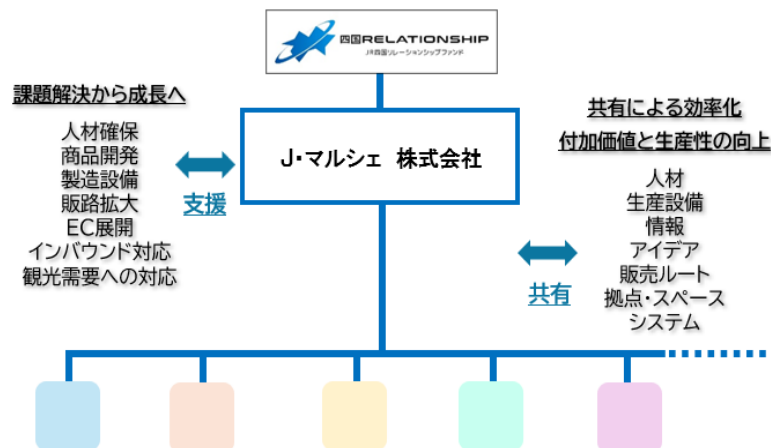 四国RELATIONSHIP
JR四国リレーションシップファンド
課題解決から成長へ
人材確保
商品開発
製造設備
販路拡大
EC展開
インバウンド対応
観光需要への対応
支援
J・マルシェ 株式会社
共有による効率化
付加価値と生産性の向上
人材
生産設備
情報
アイデア
販売ルート
拠点・スペース
システム
共有